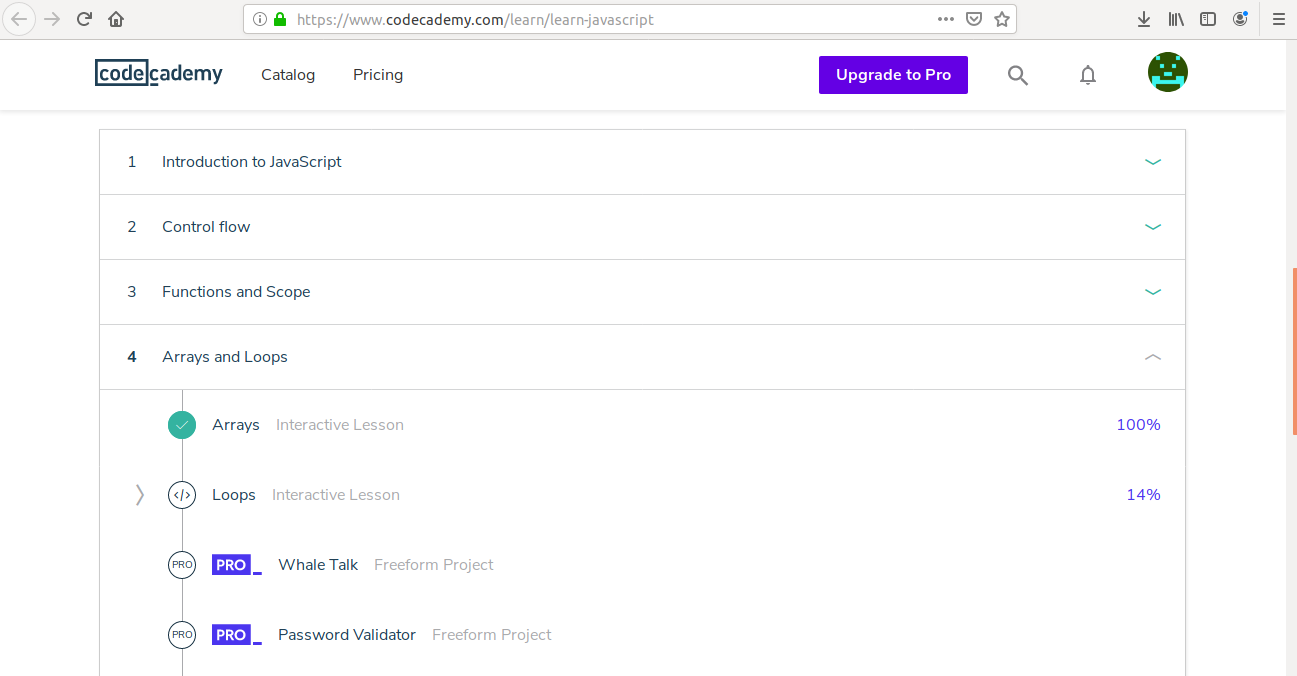 https://www.codecademy.com/learn/learn-javascript
codecademy Catalog Pricing Upgrade to Pro
1 Introduction to JavaScript
2 Control flow
3 Functions and Scope
4 Arrays and Loops
Arrays Interactive Lesson 100%
</> Loops Interactive Lesson 14%
PRO PRO_ Whale Talk Freeform Project
PRO PRO_ Password Validator Freeform Project